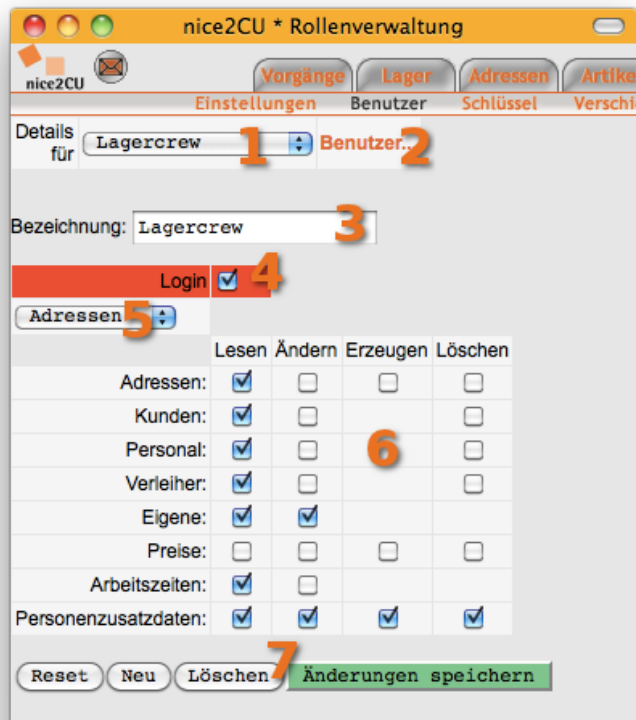 nice2CU * Rollenverwaltung
nice2CU
Vorgänge Lager Adressen Artike
Einstellungen Benutzer Schlüssel Verschi
Details für Lagercrew 1 Benutzer... 2
Bezeichnung: Lagercrew 3
Login 4
Adressen 5
Lesen Ändern Erzeugen Löschen
Adressen:
Kunden:
Personal: 6
Verleiher:
Eigene:
Preise:
Arbeitszeiten:
Personenzusatzdaten:
7
Reset Neu Löschen Änderungen speichern